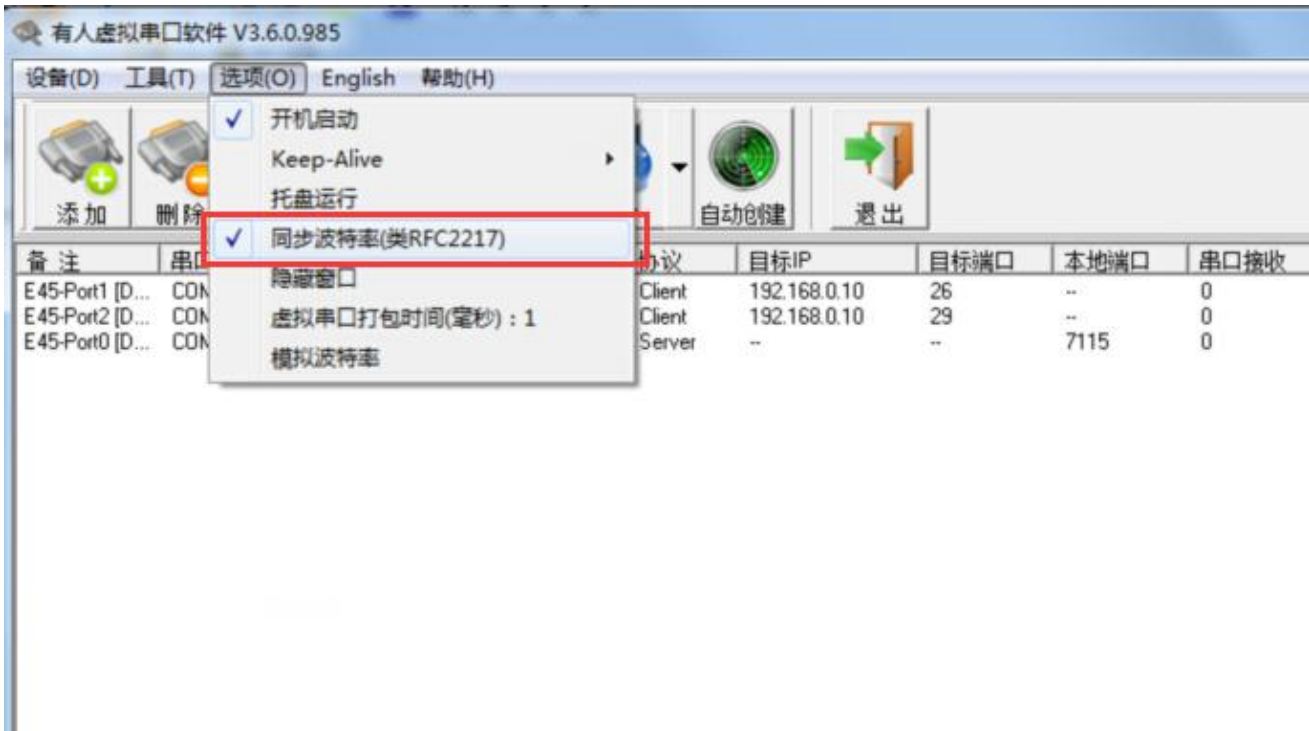 有人虚拟串口软件 V3.6.0.985
设备(D) 工具(T) 选项(O) English 帮助(H)
开机启动
Keep-Alive
托盘运行
同步波特率(类RFC2217)
隐藏窗口
虚拟串口打包时间(毫秒)：1
模拟波特率
添加 删除 自动创建 退出
备注 串口 协议 目标IP 目标端口 本地端口 串口接收
E45-Port1 [D... COM Client 192.168.0.10 26 -- 0
E45-Port2 [D... COM Client 192.168.0.10 29 -- 0
E45-Port0 [D... COM Server -- -- 7115 0